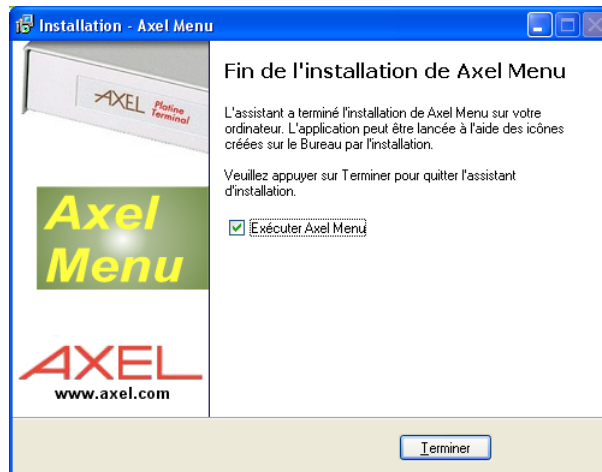 Installation - Axel Menu
AXEL Platine
Terminal
Axel
Menu
AXEL
www.axel.com
Fin de l'installation de Axel Menu
L'assistant a terminé l'installation de Axel Menu sur votre
ordinateur. L'application peut être lancée à l'aide des icônes
créées sur le Bureau par l'installation.
Veuillez appuyer sur Terminer pour quitter l'assistant
d'installation.
Exécuter Axel Menu
Terminer